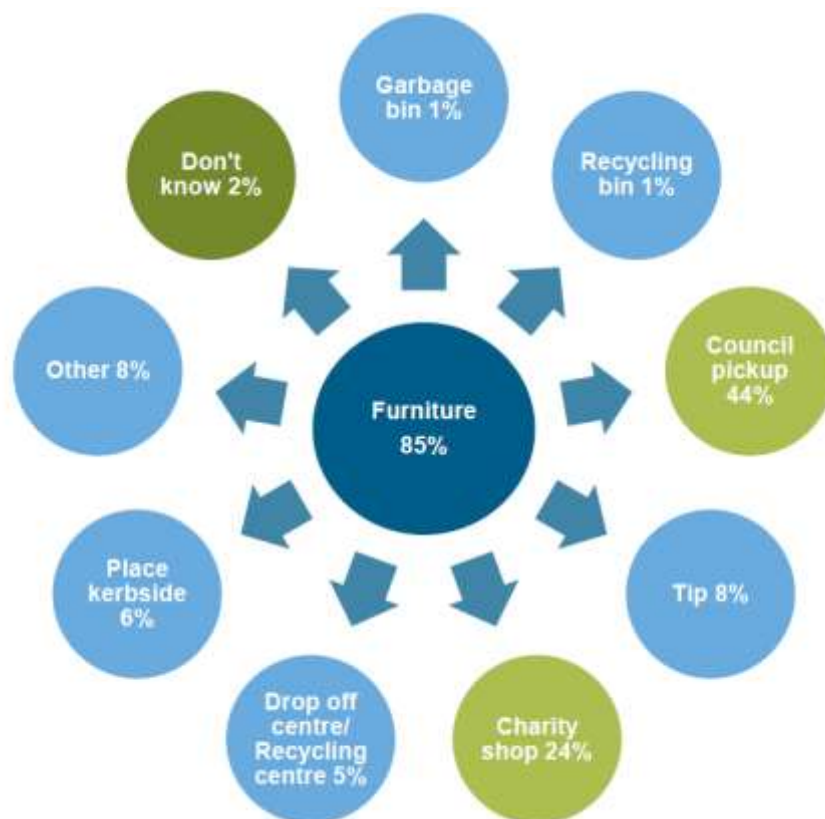 Garbage
bin 1%
Recycling
bin 1%
Council
pickup
44%
Tip 8%
Charity
shop 24%
Drop off
centre/
Recycling
centre 5%
Place
kerbside
6%
Other 8%
Don't
know 2%
Furniture
85%